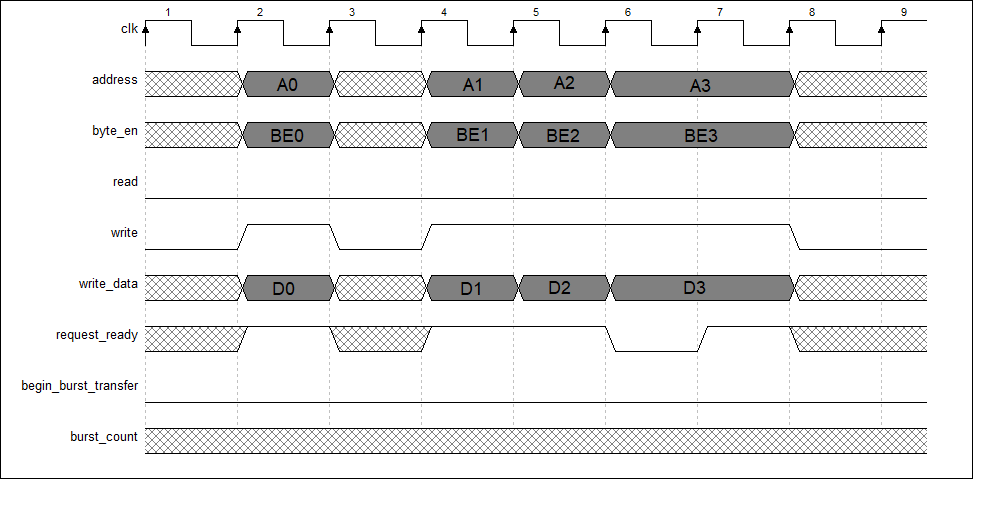 1 2 3 4 5 6 7 8 9
clk
address A0 A1 A2 A3
byte_en BE0 BE1 BE2 BE3
read
write
write_data D0 D1 D2 D3
request_ready
begin_burst_transfer
burst_count